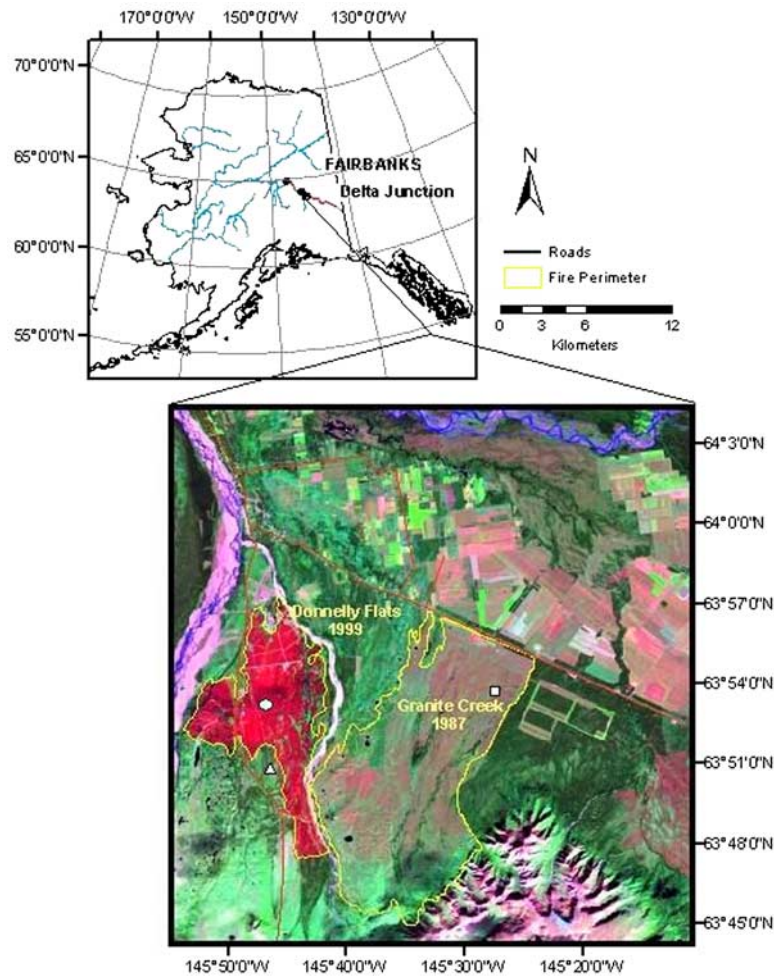 170°0'0"W 150°0'0"W 130°0'0"W
70°0'0"N
65°0'0"N
60°0'0"N
55°0'0"N
FAIRBANKS
Delta Junction
N
Roads
Fire Perimeter
0 3 6 12
Kilometers
64°3'0"N
64°0'0"N
63°57'0"N
63°54'0"N
63°51'0"N
63°48'0"N
63°45'0"N
Donnelly Flats
1999
Granite Creek
1987
145°50'0"W 145°40'0"W 145°30'0"W 145°20'0"W